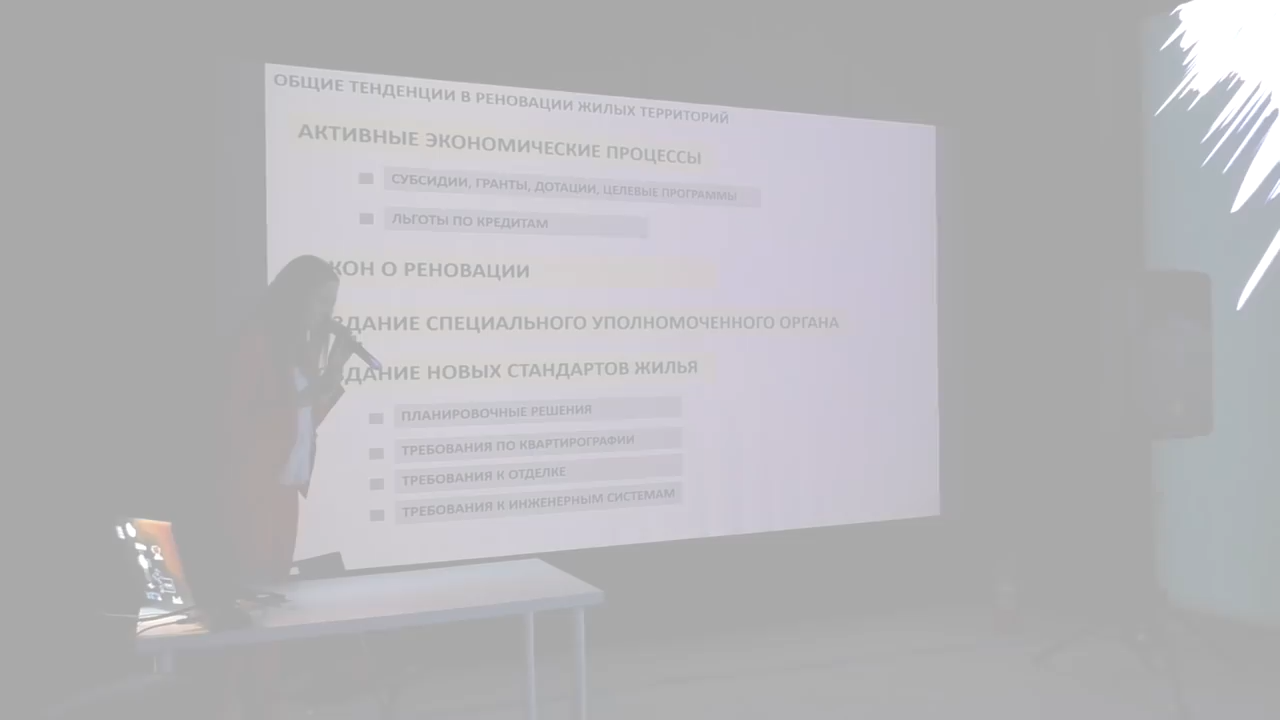 ОБЩИЕ ТЕНДЕНЦИИ В РЕНОВАЦИИ ЖИЛЫХ ТЕРРИТОРИЙ
АКТИВНЫЕ ЭКОНОМИЧЕСКИЕ ПРОЦЕССЫ
СУБСИДИИ, ГРАНТЫ, ДОТАЦИИ, ЦЕЛЕВЫЕ ПРОГРАММЫ
ЛЬГОТЫ ПО КРЕДИТАМ
КОН О РЕНОВАЦИИ
ЗДАНИЕ СПЕЦИАЛЬНОГО УПОЛНОМОЧЕННОГО ОРГАНА
ЗДАНИЕ НОВЫХ СТАНДАРТОВ ЖИЛЬЯ
ПЛАНИРОВОЧНЫЕ РЕШЕНИЯ
ТРЕБОВАНИЯ ПО КВАРТИРОГРАФИИ
ТРЕБОВАНИЯ К ОТДЕЛКЕ
ТРЕБОВАНИЯ К ИНЖЕНЕРНЫМ СИСТЕМАМ